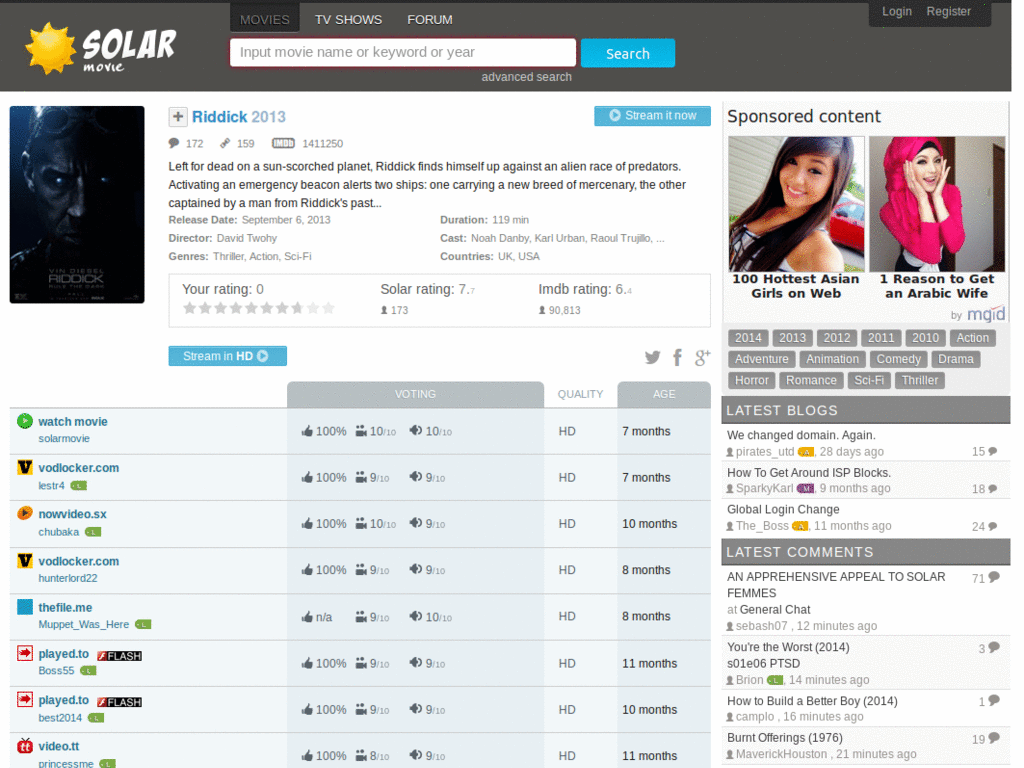 MOVIES TV SHOWS FORUM
Login Register
SOLAR
movie
Input movie name or keyword or year
Search
advanced search
VIN DIESEL
RIDDICK
RULE THE DARK
Riddick 2013
Stream it now
172 159 IMDb 1411250
Left for dead on a sun-scorched planet, Riddick finds himself up against an alien race of predators.
Activating an emergency beacon alerts two ships: one carrying a new breed of mercenary, the other
captained by a man from Riddick's past...
Release Date: September 6, 2013 Duration: 119 min
Director: David Twohy Cast: Noah Danby, Karl Urban, Raoul Trujillo, ...
Genres: Thriller, Action, Sci-Fi Countries: UK, USA
Your rating: 0 Solar rating: 7.7 Imdb rating: 6.4
173 90,813
Stream in HD
VOTING QUALITY AGE
watch movie
solarmovie
100% 10/10 10/10 HD 7 months
vodlocker.com
lestr4 L
100% 9/10 9/10 HD 7 months
nowvideo.sx
chubaka L
100% 10/10 9/10 HD 10 months
vodlocker.com
hunterlord22
100% 9/10 9/10 HD 8 months
thefile.me
Muppet_Was_Here L
n/a 9/10 10/10 HD 8 months
played.to FLASH
Boss55 L
100% 9/10 9/10 HD 11 months
played.to FLASH
best2014 L
100% 9/10 9/10 HD 10 months
video.tt
princessme L
100% 8/10 9/10 HD 11 months
Sponsored content
100 Hottest Asian
Girls on Web
1 Reason to Get
an Arabic Wife
by mgid
2014 2013 2012 2011 2010 Action
Adventure Animation Comedy Drama
Horror Romance Sci-Fi Thriller
LATEST BLOGS
We changed domain. Again.
pirates_utd A, 28 days ago 15
How To Get Around ISP Blocks.
SparkyKarl M, 9 months ago 18
Global Login Change
The_Boss A, 11 months ago 24
LATEST COMMENTS
AN APPREHENSIVE APPEAL TO SOLAR 71
FEMMES
at General Chat
sebash07 , 12 minutes ago
You're the Worst (2014) 3
s01e06 PTSD
Brion L, 14 minutes ago
How to Build a Better Boy (2014) 1
camplo , 16 minutes ago
Burnt Offerings (1976) 19
MaverickHouston , 21 minutes ago